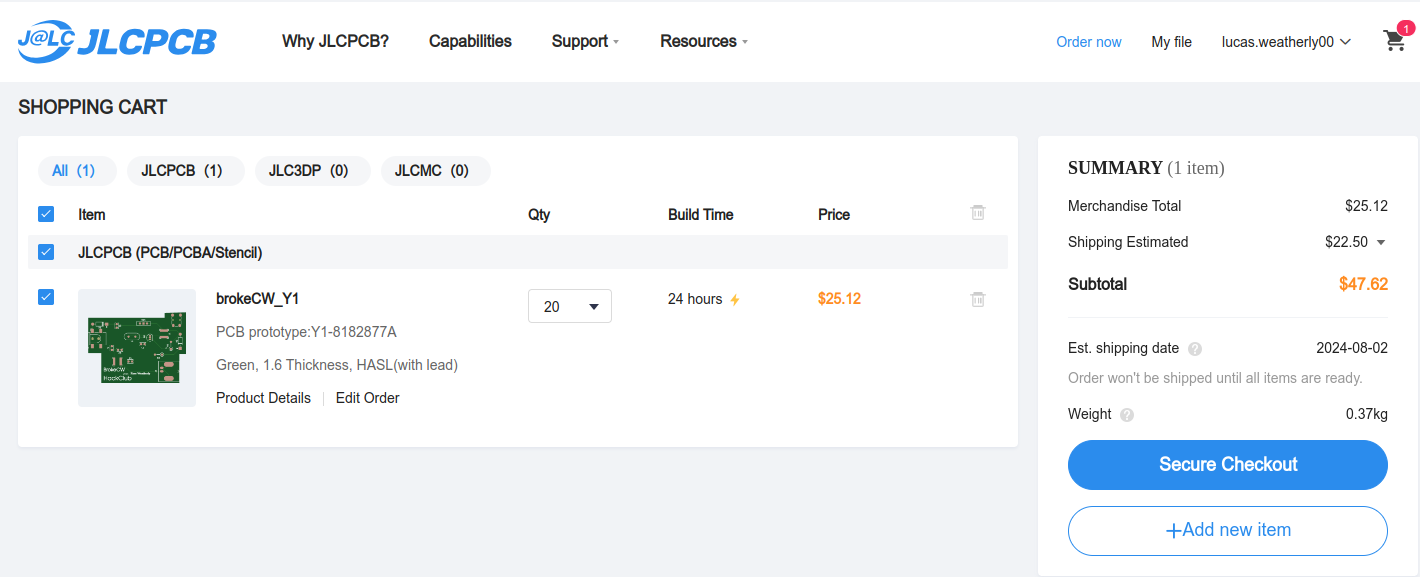 J@LC JLCPCB
Why JLCPCB? Capabilities Support Resources Order now My file lucas.weatherly00 1
SHOPPING CART
All (1) JLCPCB (1) JLC3DP (0) JLCMC (0)
Item Qty Build Time Price
JLCPCB (PCB/PCBA/Stencil)
brokeCW_Y1 20 24 hours $25.12
PCB prototype:Y1-8182877A
Green, 1.6 Thickness, HASL(with lead)
Product Details Edit Order
BrokeCW
HackClub
SUMMARY (1 item)
Merchandise Total $25.12
Shipping Estimated $22.50
Subtotal $47.62
Est. shipping date ? 2024-08-02
Order won't be shipped until all items are ready.
Weight ? 0.37kg
Secure Checkout
+Add new item